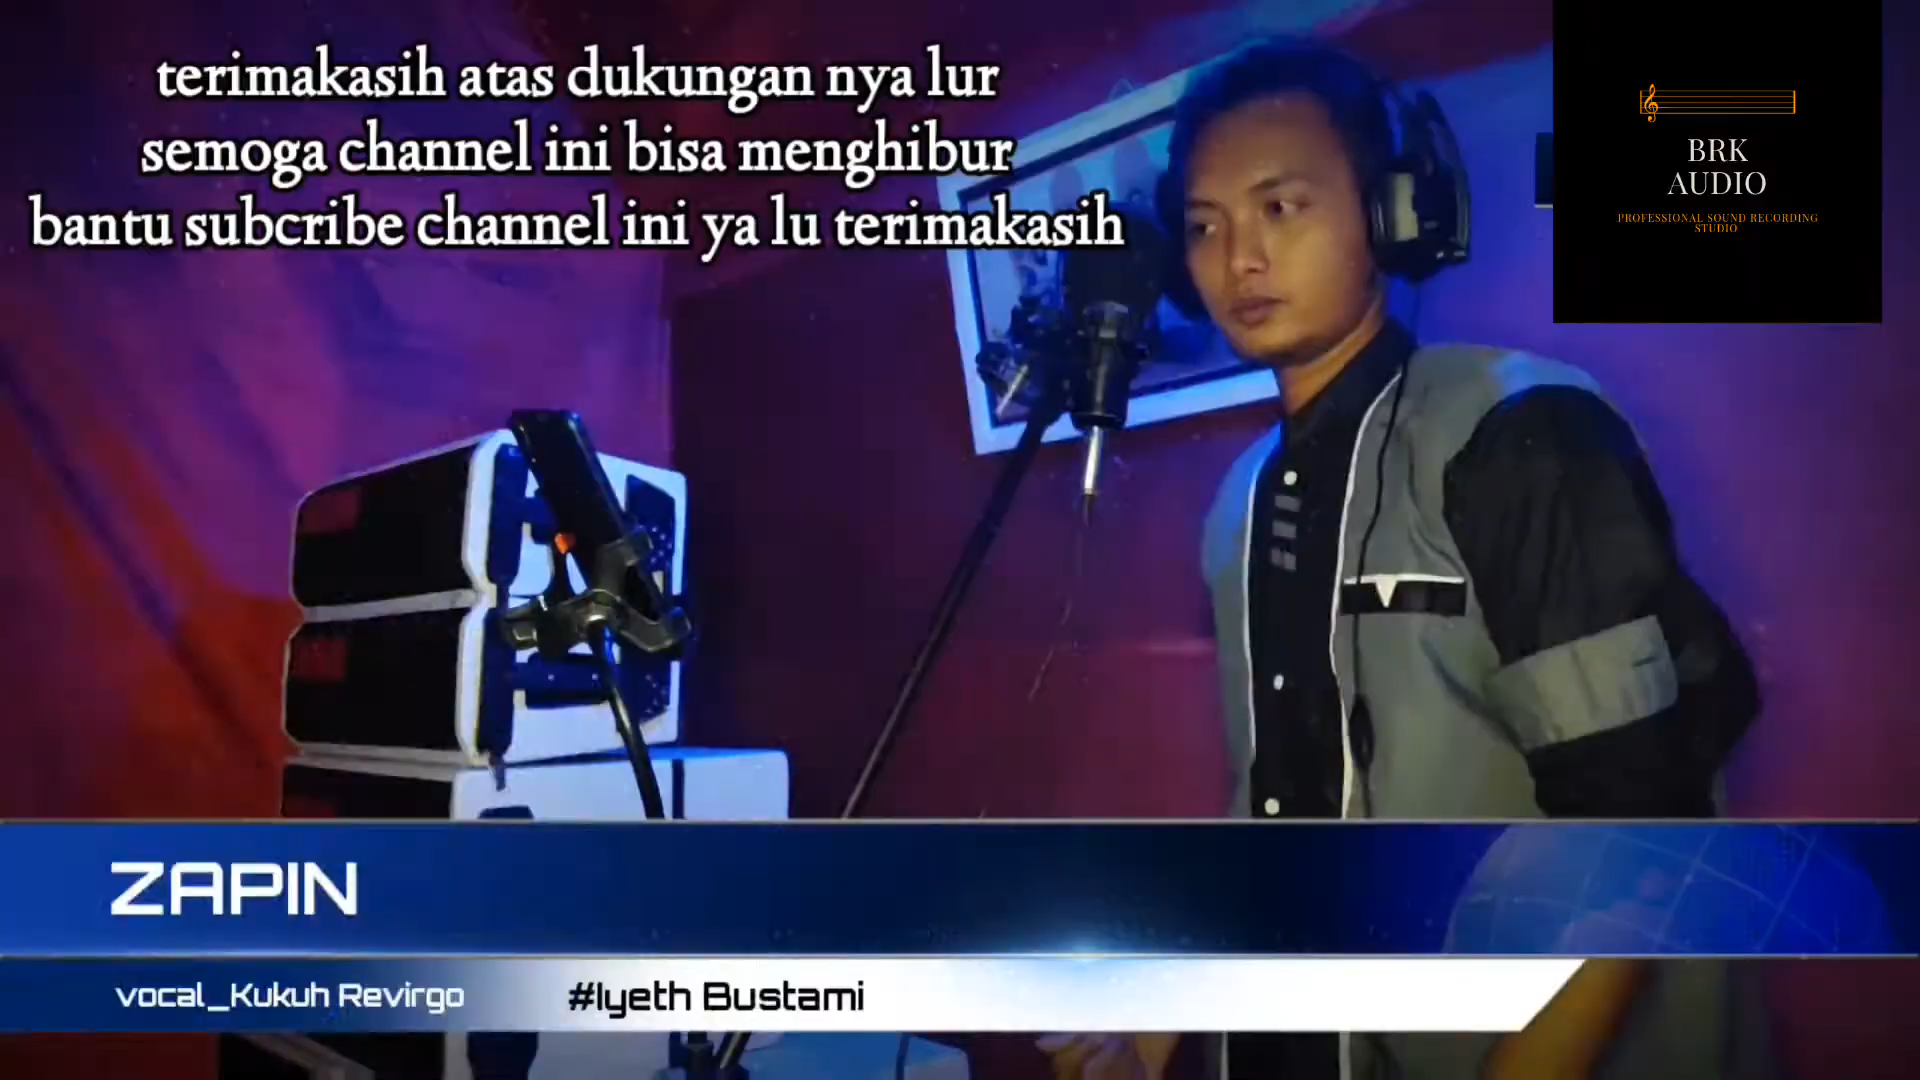 terimakasih atas dukungan nya lur
semoga channel ini bisa menghibur
bantu subcribe channel ini ya lu terimakasih
BRK
AUDIO
PROFESSIONAL SOUND RECORDING
STUDIO
ZAPIN
vocal_Kukuh Revirgo
#Iyeth Bustami